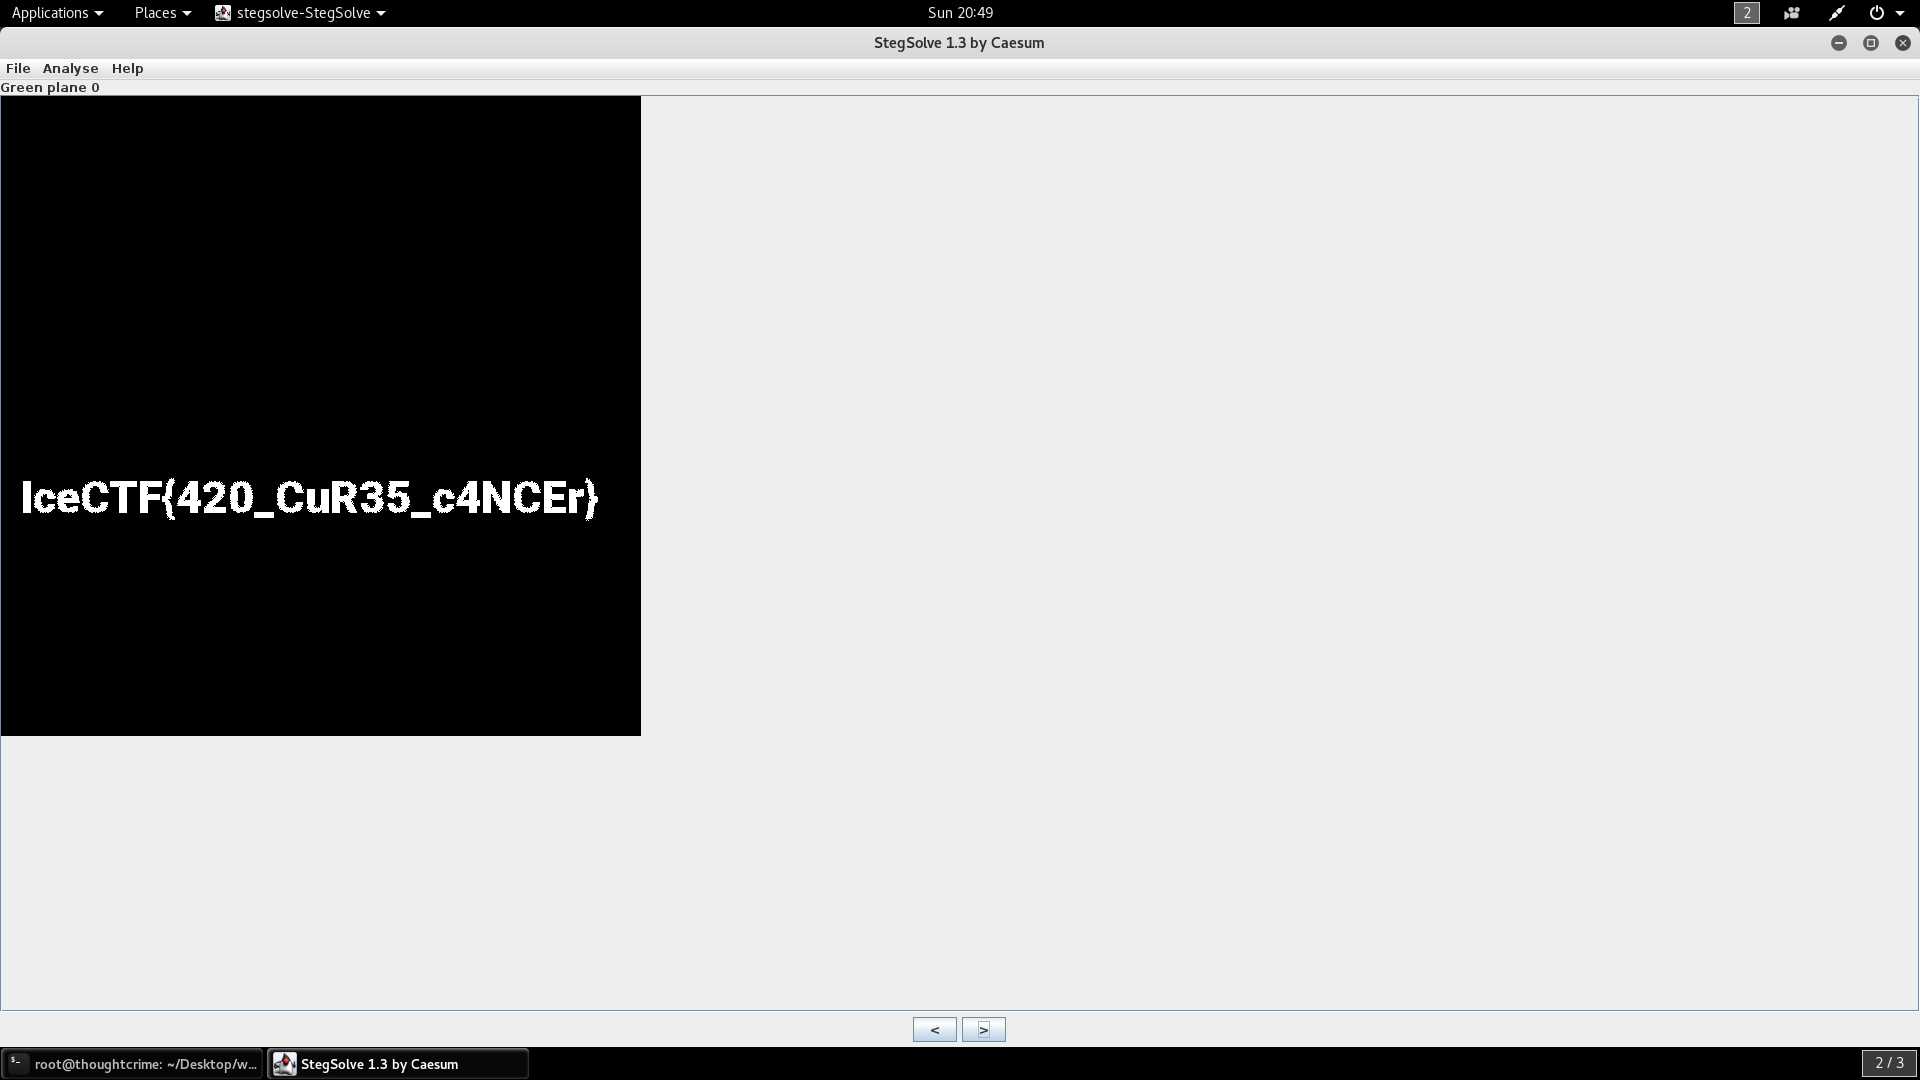 Applications Places stegsolve-StegSolve Sun 20:49 2
StegSolve 1.3 by Caesum
File Analyse Help
Green plane 0
IceCTF{420_CuR35_c4NCEr}
< >
root@thoughtcrime: ~/Desktop/w... StegSolve 1.3 by Caesum 2 / 3